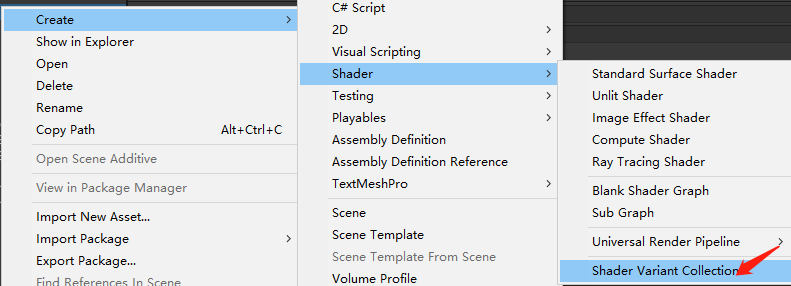 Create
Show in Explorer
Open
Delete
Rename
Copy Path Alt+Ctrl+C
Open Scene Additive
View in Package Manager
Import New Asset...
Import Package
Export Package...
Find References In Scene
C# Script
2D
Visual Scripting
Shader
Testing
Playables
Assembly Definition
Assembly Definition Reference
TextMeshPro
Scene
Scene Template
Scene Template From Scene
Volume Profile
Standard Surface Shader
Unlit Shader
Image Effect Shader
Compute Shader
Ray Tracing Shader
Blank Shader Graph
Sub Graph
Universal Render Pipeline
Shader Variant Collection